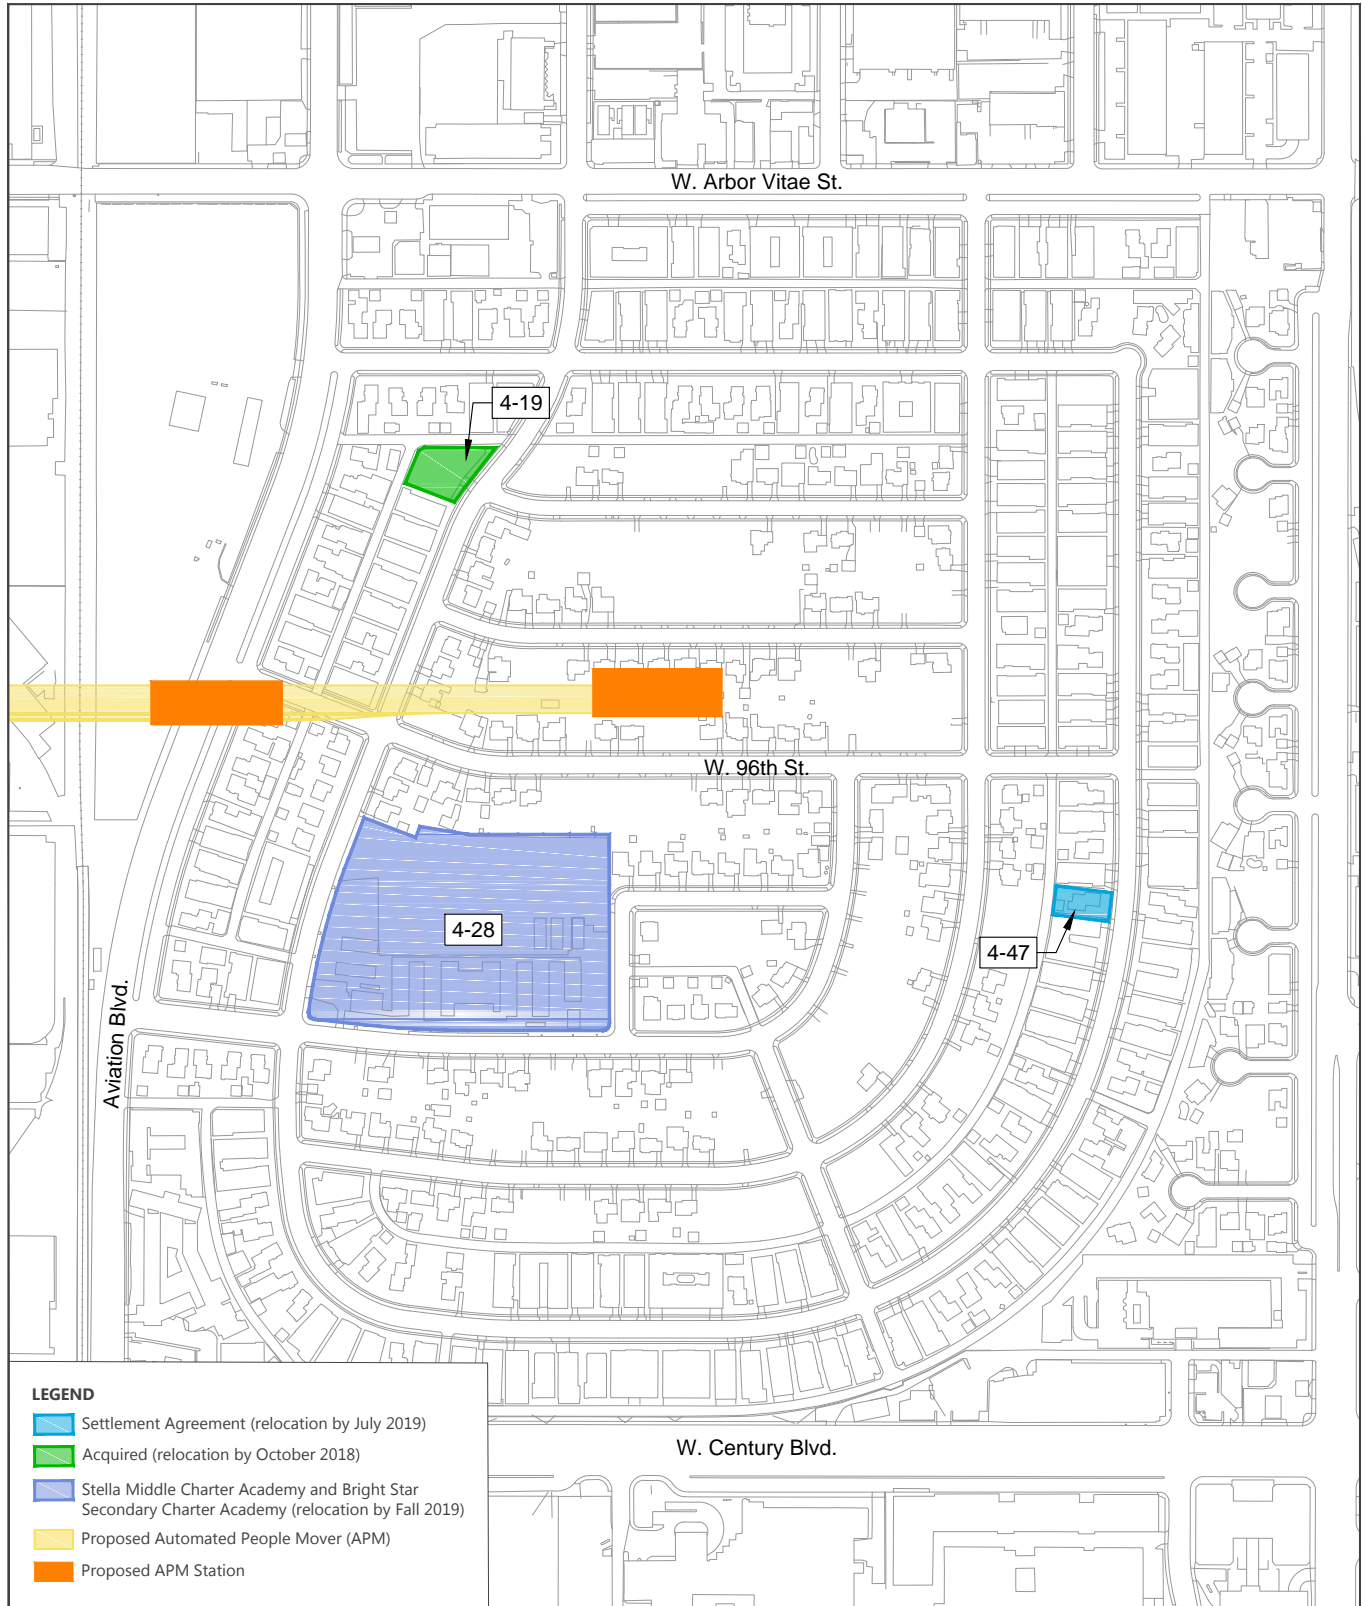 W. Arbor Vitae St.
4-19
W. 96th St.
4-28
4-47
Aviation Blvd.
W. Century Blvd.
LEGEND
Settlement Agreement (relocation by July 2019)
Acquired (relocation by October 2018)
Stella Middle Charter Academy and Bright Star
Secondary Charter Academy (relocation by Fall 2019)
Proposed Automated People Mover (APM)
Proposed APM Station